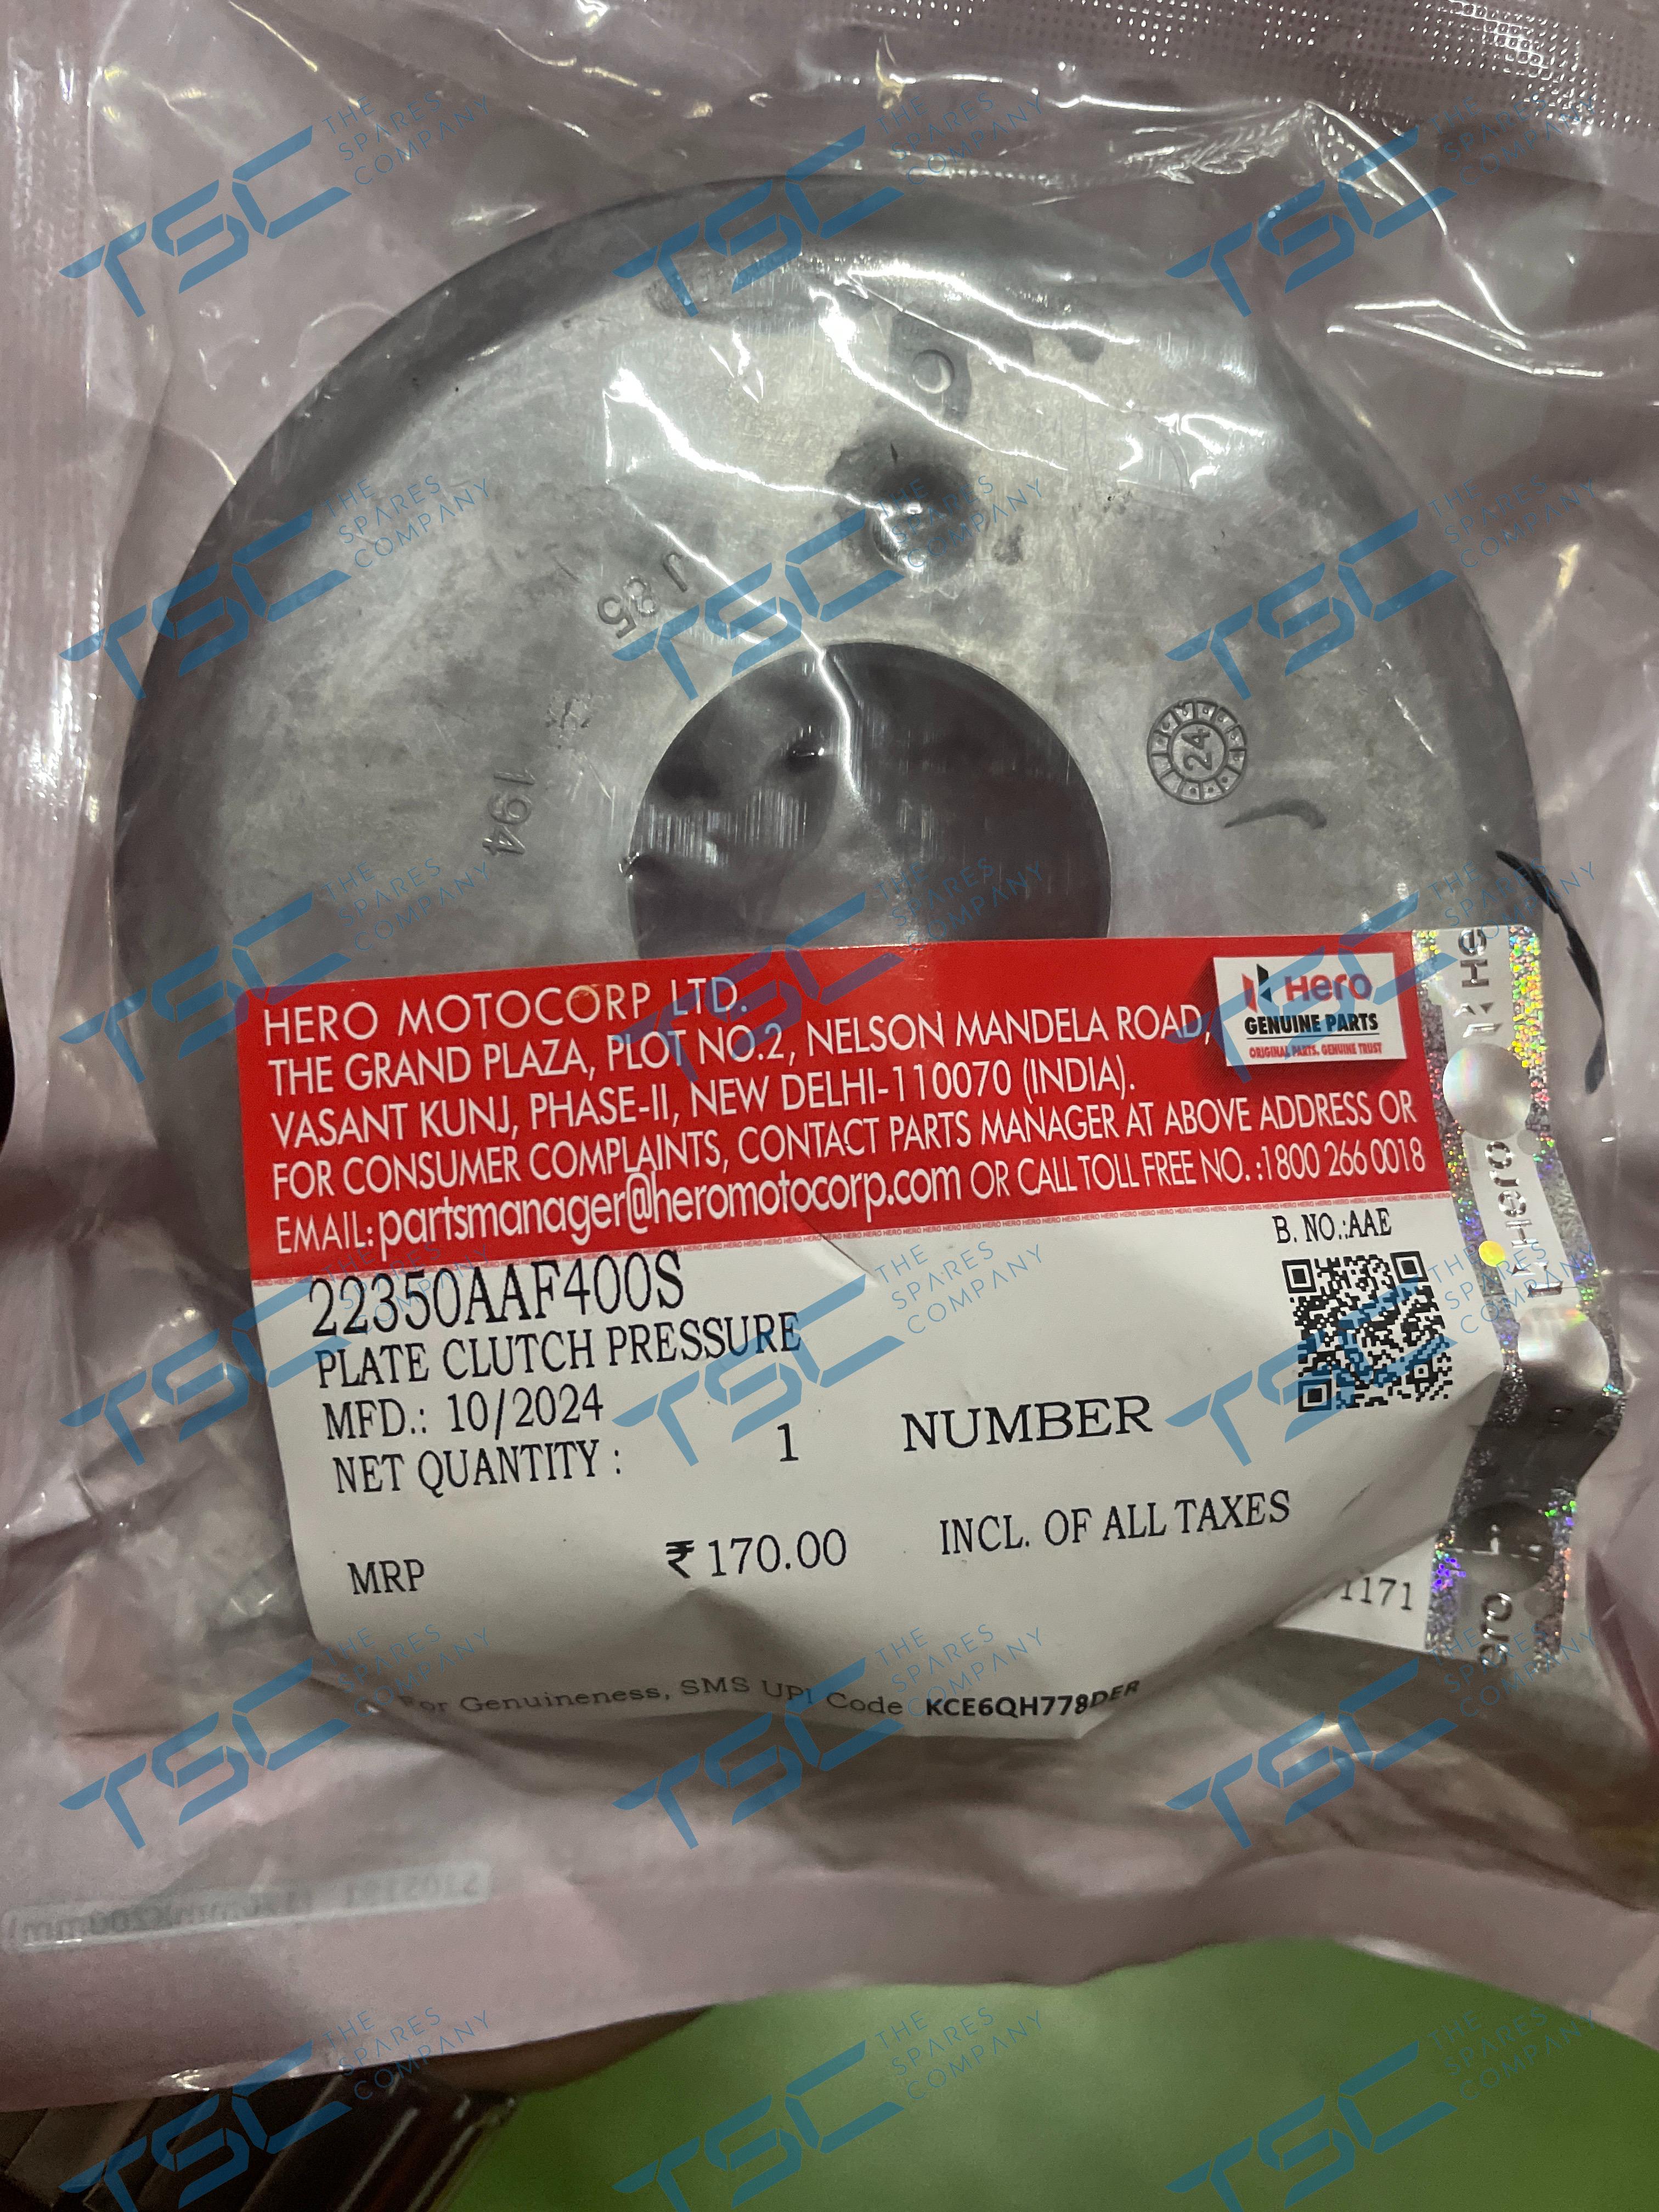 TSC THE SPARES COMPANY
J 85
194
24
HERO MOTOCORP LTD.
THE GRAND PLAZA, PLOT NO.2, NELSON MANDELA ROAD,
VASANT KUNJ, PHASE-II, NEW DELHI-110070 (INDIA).
FOR CONSUMER COMPLAINTS, CONTACT PARTS MANAGER AT ABOVE ADDRESS OR
EMAIL: partsmanager@heromotocorp.com OR CALL TOLL FREE NO. :1800 266 0018
Hero
GENUINE PARTS
ORIGINAL PARTS. GENUINE TRUST
Hero
B. NO.:AAE
22350AAF400S
PLATE CLUTCH PRESSURE
MFD.: 10/2024
NET QUANTITY : 1 NUMBER
MRP ₹ 170.00 INCL. OF ALL TAXES
1171
For Genuineness, SMS UPI Code KCE6QH778DER